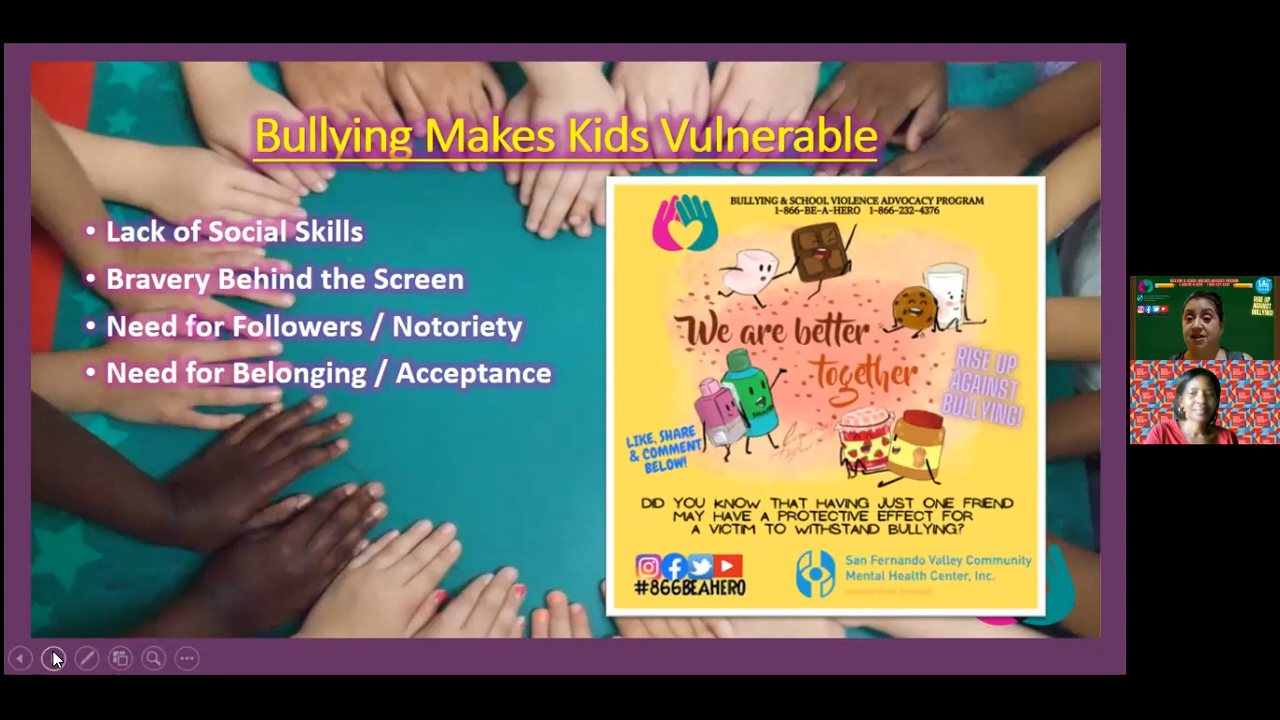 Bullying Makes Kids Vulnerable
• Lack of Social Skills
• Bravery Behind the Screen
• Need for Followers / Notoriety
• Need for Belonging / Acceptance
BULLYING & SCHOOL VIOLENCE ADVOCACY PROGRAM
1-866-BE-A-HERO 1-866-232-4376
We are better
together
RISE UP
AGAINST
BULLYING!
LIKE, SHARE
& COMMENT
BELOW!
DID YOU KNOW THAT HAVING JUST ONE FRIEND
MAY HAVE A PROTECTIVE EFFECT FOR
A VICTIM TO WITHSTAND BULLYING?
#866BEAHERO
San Fernando Valley Community
Mental Health Center, Inc.
RISE UP
AGAINST
BULLYING!